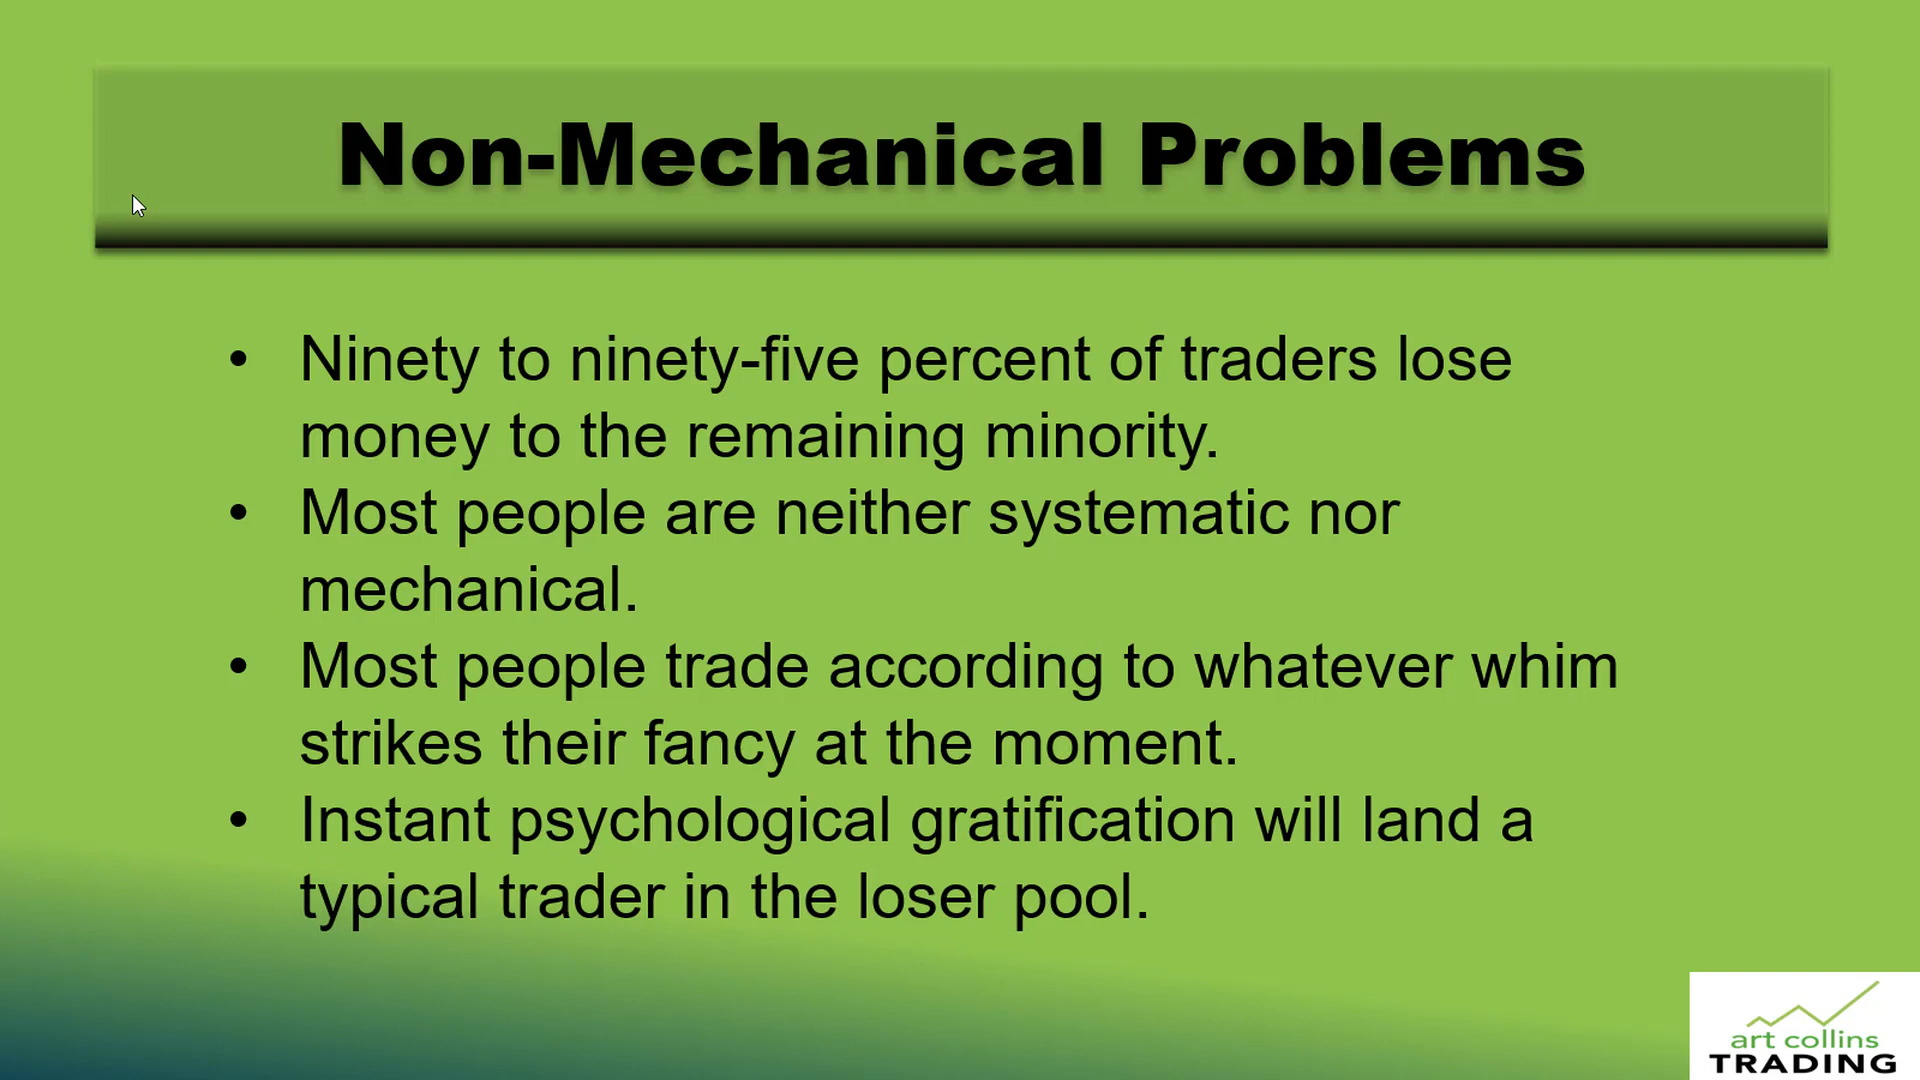 Non-Mechanical Problems
• Ninety to ninety-five percent of traders lose
money to the remaining minority.
• Most people are neither systematic nor
mechanical.
• Most people trade according to whatever whim
strikes their fancy at the moment.
• Instant psychological gratification will land a
typical trader in the loser pool.
art collins
TRADING